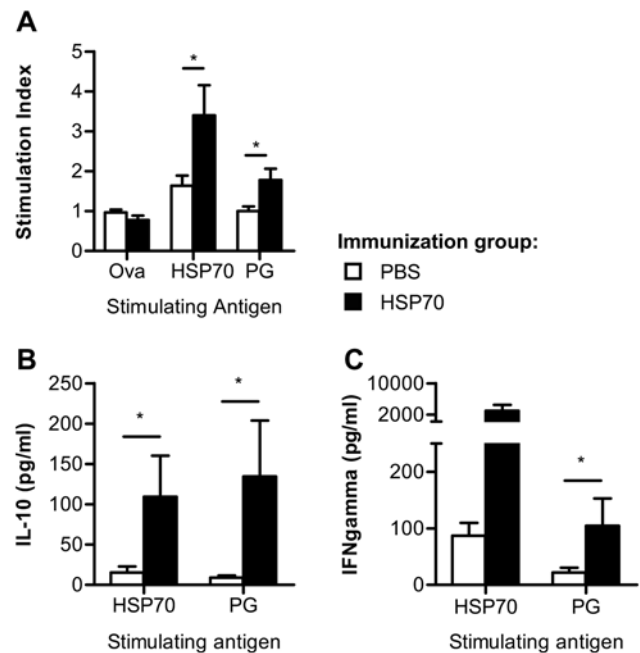 A
*
*
5
4
3
2
1
0
Stimulation Index
Ova HSP70 PG
Stimulating Antigen
Immunization group:
PBS
HSP70
B
*
*
250
200
150
100
50
0
IL-10 (pg/ml)
HSP70 PG
Stimulating antigen
C
10000
2000
*
200
100
0
IFNgamma (pg/ml)
HSP70 PG
Stimulating antigen